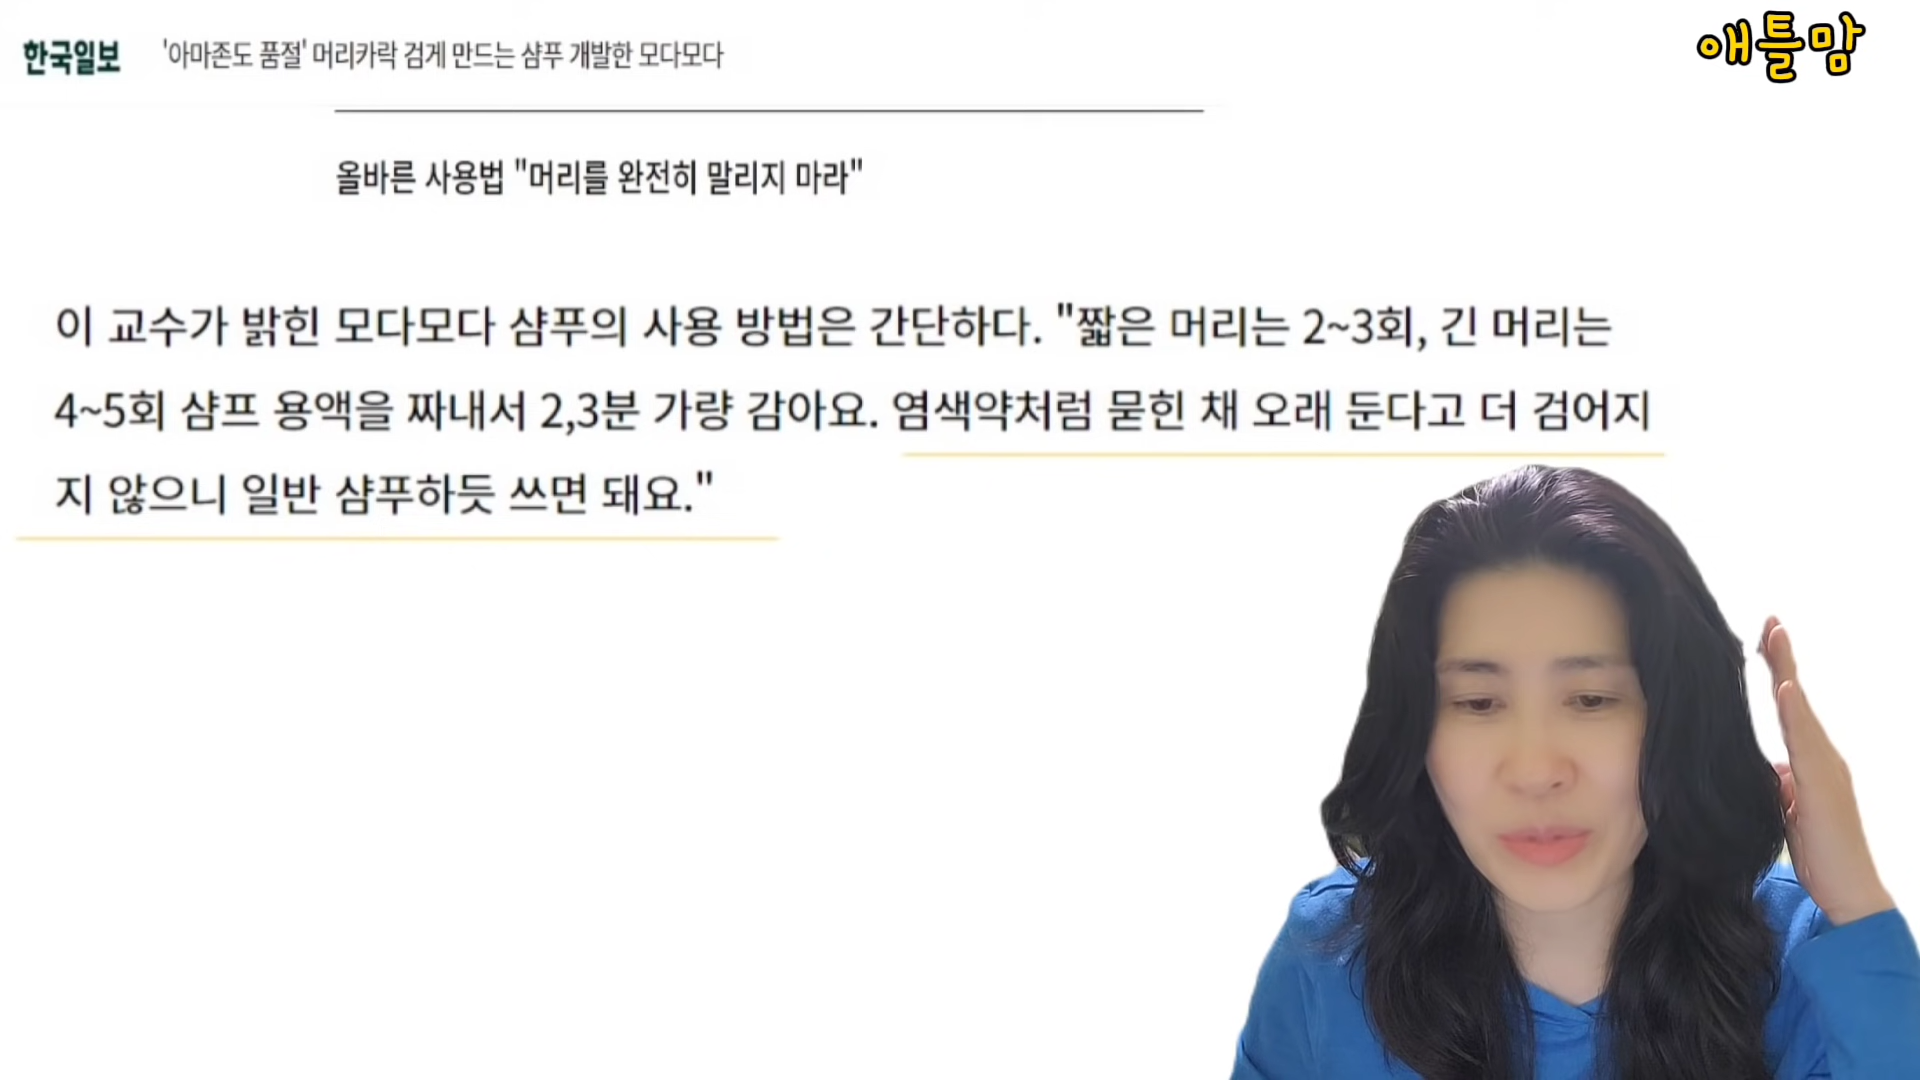 한국일보 '아마존도 품절' 머리카락 검게 만드는 샴푸 개발한 모다모다
애틀맘
올바른 사용법 "머리를 완전히 말리지 마라"
이 교수가 밝힌 모다모다 샴푸의 사용 방법은 간단하다. "짧은 머리는 2~3회, 긴 머리는
4~5회 샴프 용액을 짜내서 2,3분 가량 감아요. 염색약처럼 묻힌 채 오래 둔다고 더 검어지
지 않으니 일반 샴푸하듯 쓰면 돼요."